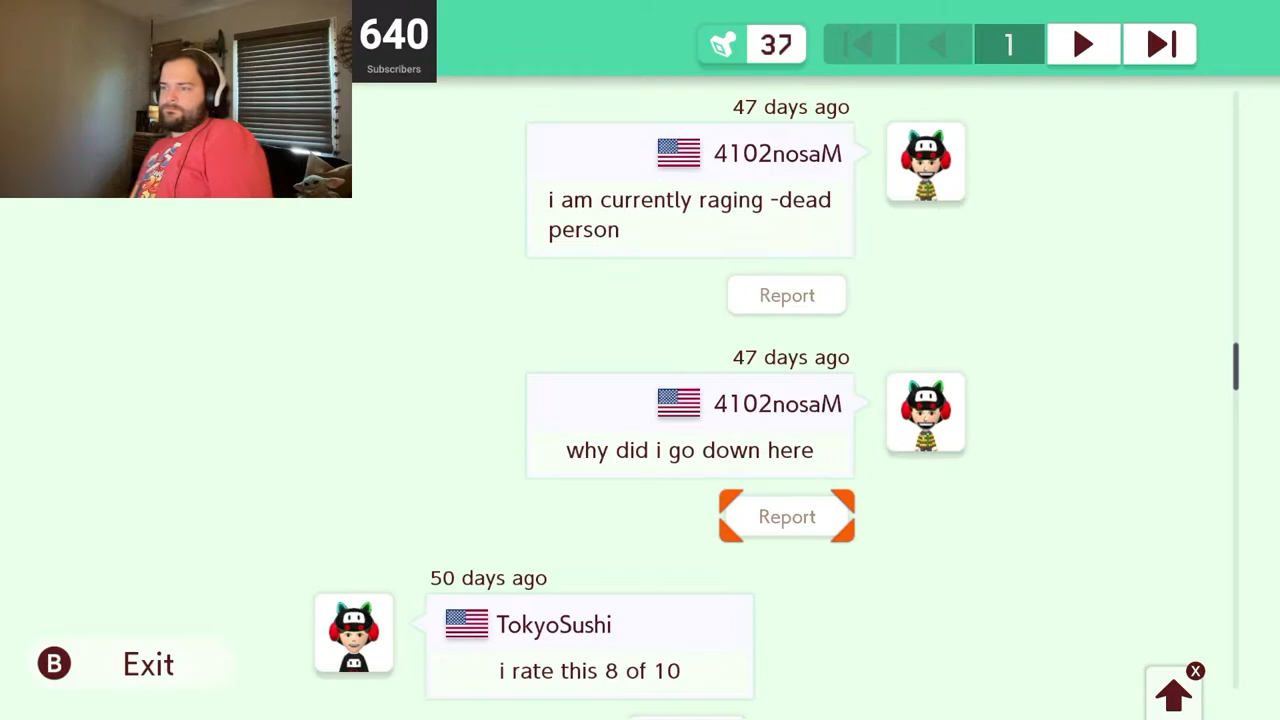 640
Subscribers
37
1
47 days ago
4102nosaM
i am currently raging -dead
person
Report
47 days ago
4102nosaM
why did i go down here
Report
50 days ago
TokyoSushi
i rate this 8 of 10
B Exit
X